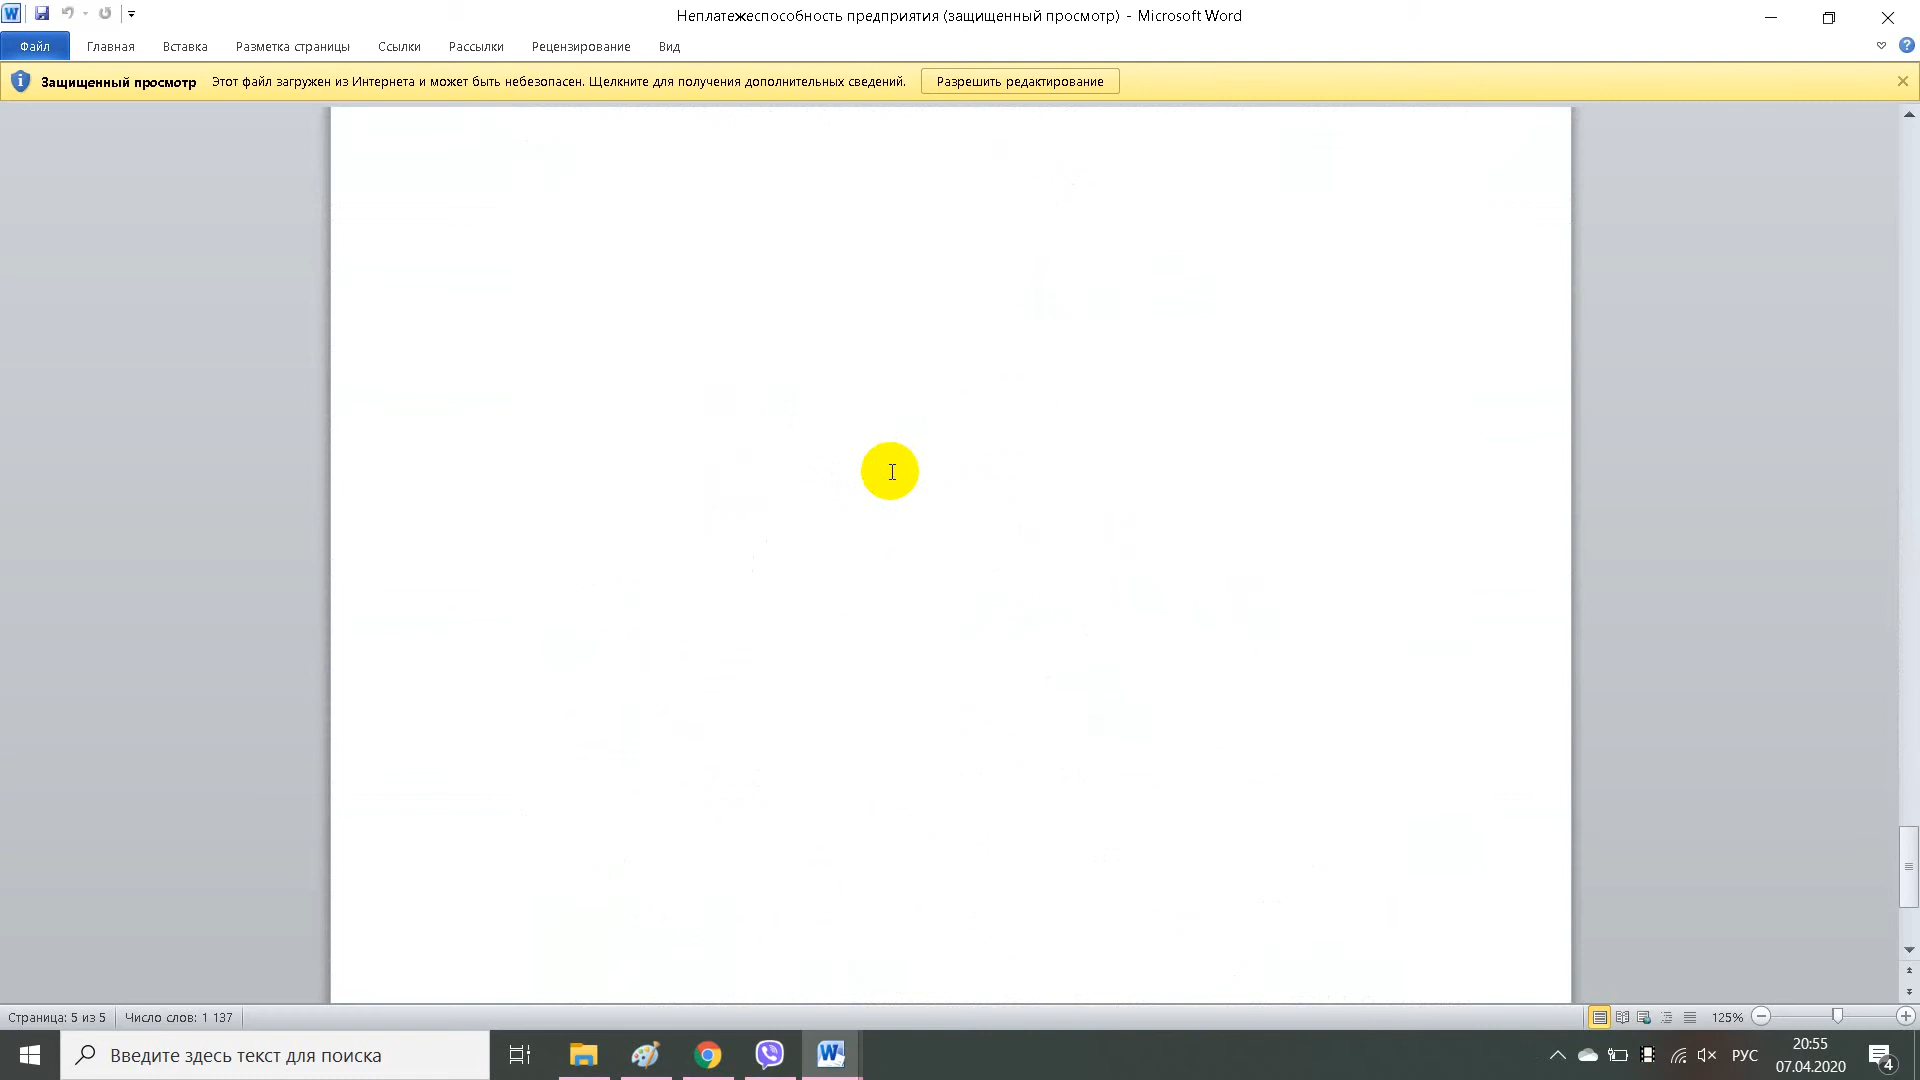 Неплатежеспособность предприятия (защищенный просмотр) - Microsoft Word
Файл Главная Вставка Разметка страницы Ссылки Рассылки Рецензирование Вид
Защищенный просмотр Этот файл загружен из Интернета и может быть небезопасен. Щелкните для получения дополнительных сведений. Разрешить редактирование
Страница: 5 из 5 Число слов: 1 137 125%
Введите здесь текст для поиска
РУС
20:55
07.04.2020
4